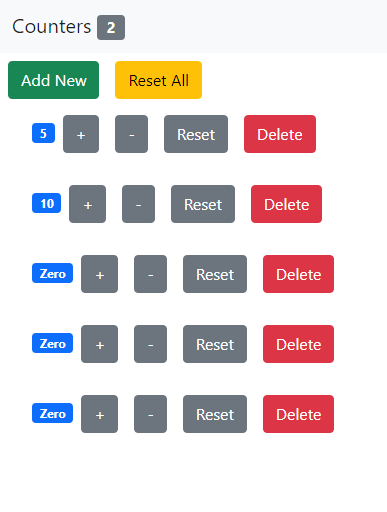 Counters 2
Add New Reset All
5 + - Reset Delete
10 + - Reset Delete
Zero + - Reset Delete
Zero + - Reset Delete
Zero + - Reset Delete